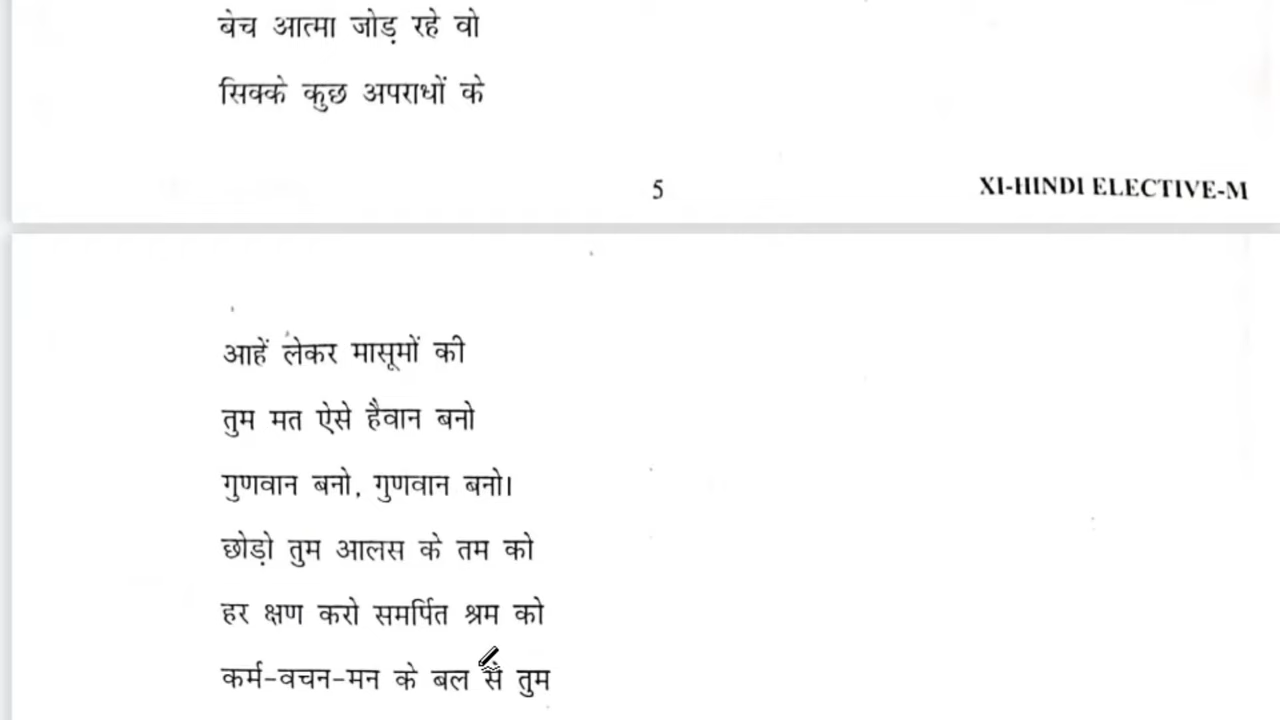 बेच आत्मा जोड़ रहे वो
सिक्के कुछ अपराधों के
5
XI-HINDI ELECTIVE-M
आहें लेकर मासूमों की
तुम मत ऐसे हैवान बनो
गुणवान बनो, गुणवान बनो।
छोड़ो तुम आलस के तम को
हर क्षण करो समर्पित श्रम को
कर्म-वचन-मन के बल से तुम